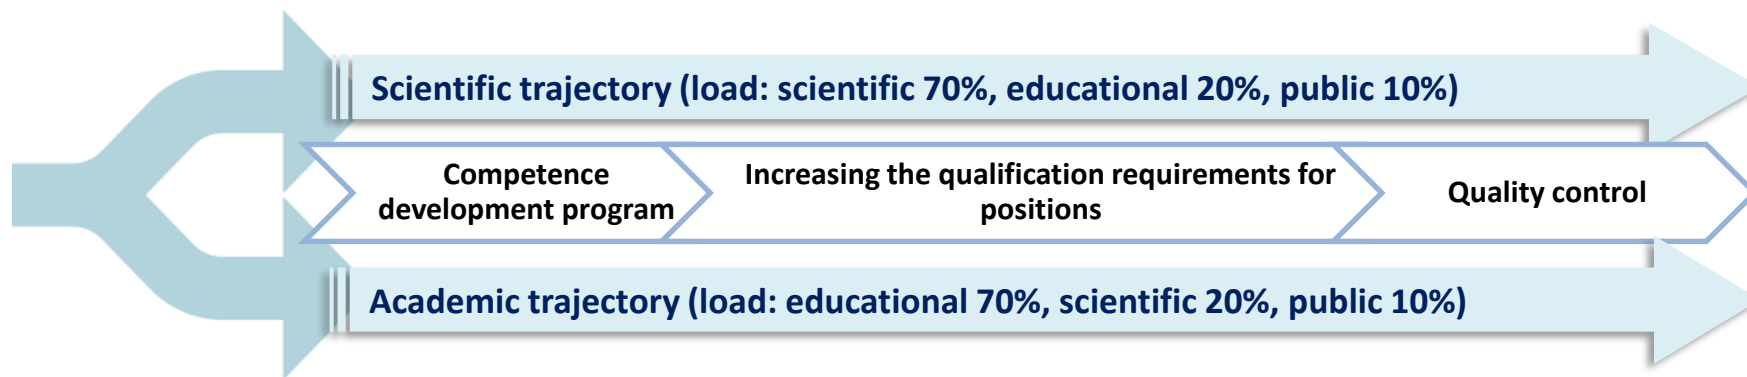 Scientific trajectory (load: scientific 70%, educational 20%, public 10%)
Competence
development program
Increasing the qualification requirements for
positions
Quality control
Academic trajectory (load: educational 70%, scientific 20%, public 10%)